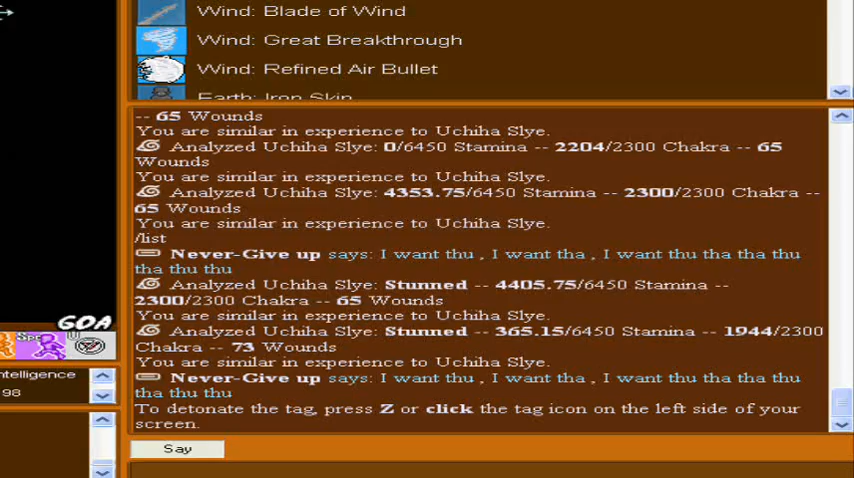 Wind: Blade of Wind
Wind: Great Breakthrough
Wind: Refined Air Bullet
Earth: Iron Skin
-- 65 Wounds
You are similar in experience to Uchiha Slye.
Analyzed Uchiha Slye: 0/6450 Stamina -- 2204/2300 Chakra -- 65
Wounds
You are similar in experience to Uchiha Slye.
Analyzed Uchiha Slye: 4353.75/6450 Stamina -- 2300/2300 Chakra --
65 Wounds
You are similar in experience to Uchiha Slye.
/list
Never-Give up says: I want thu , I want tha , I want thu tha tha thu
tha thu thu
Analyzed Uchiha Slye: Stunned -- 4405.75/6450 Stamina --
2300/2300 Chakra -- 65 Wounds
You are similar in experience to Uchiha Slye.
Analyzed Uchiha Slye: Stunned -- 365.15/6450 Stamina -- 1944/2300
Chakra -- 73 Wounds
You are similar in experience to Uchiha Slye.
Never-Give up says: I want thu , I want tha , I want thu tha tha thu
tha thu thu
To detonate the tag, press Z or click the tag icon on the left side of your
screen.
Say
GOA
Spc
ntelligence
98